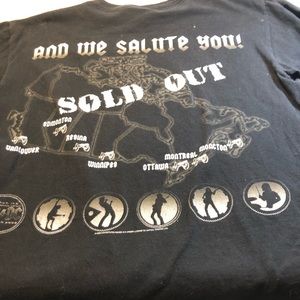 AND WE SALUTE YOU!
SOLD OUT
EDMONTON
VANCOUVER
REGINA
WINNIPEG
MONTREAL
MONCTON
OTTAWA